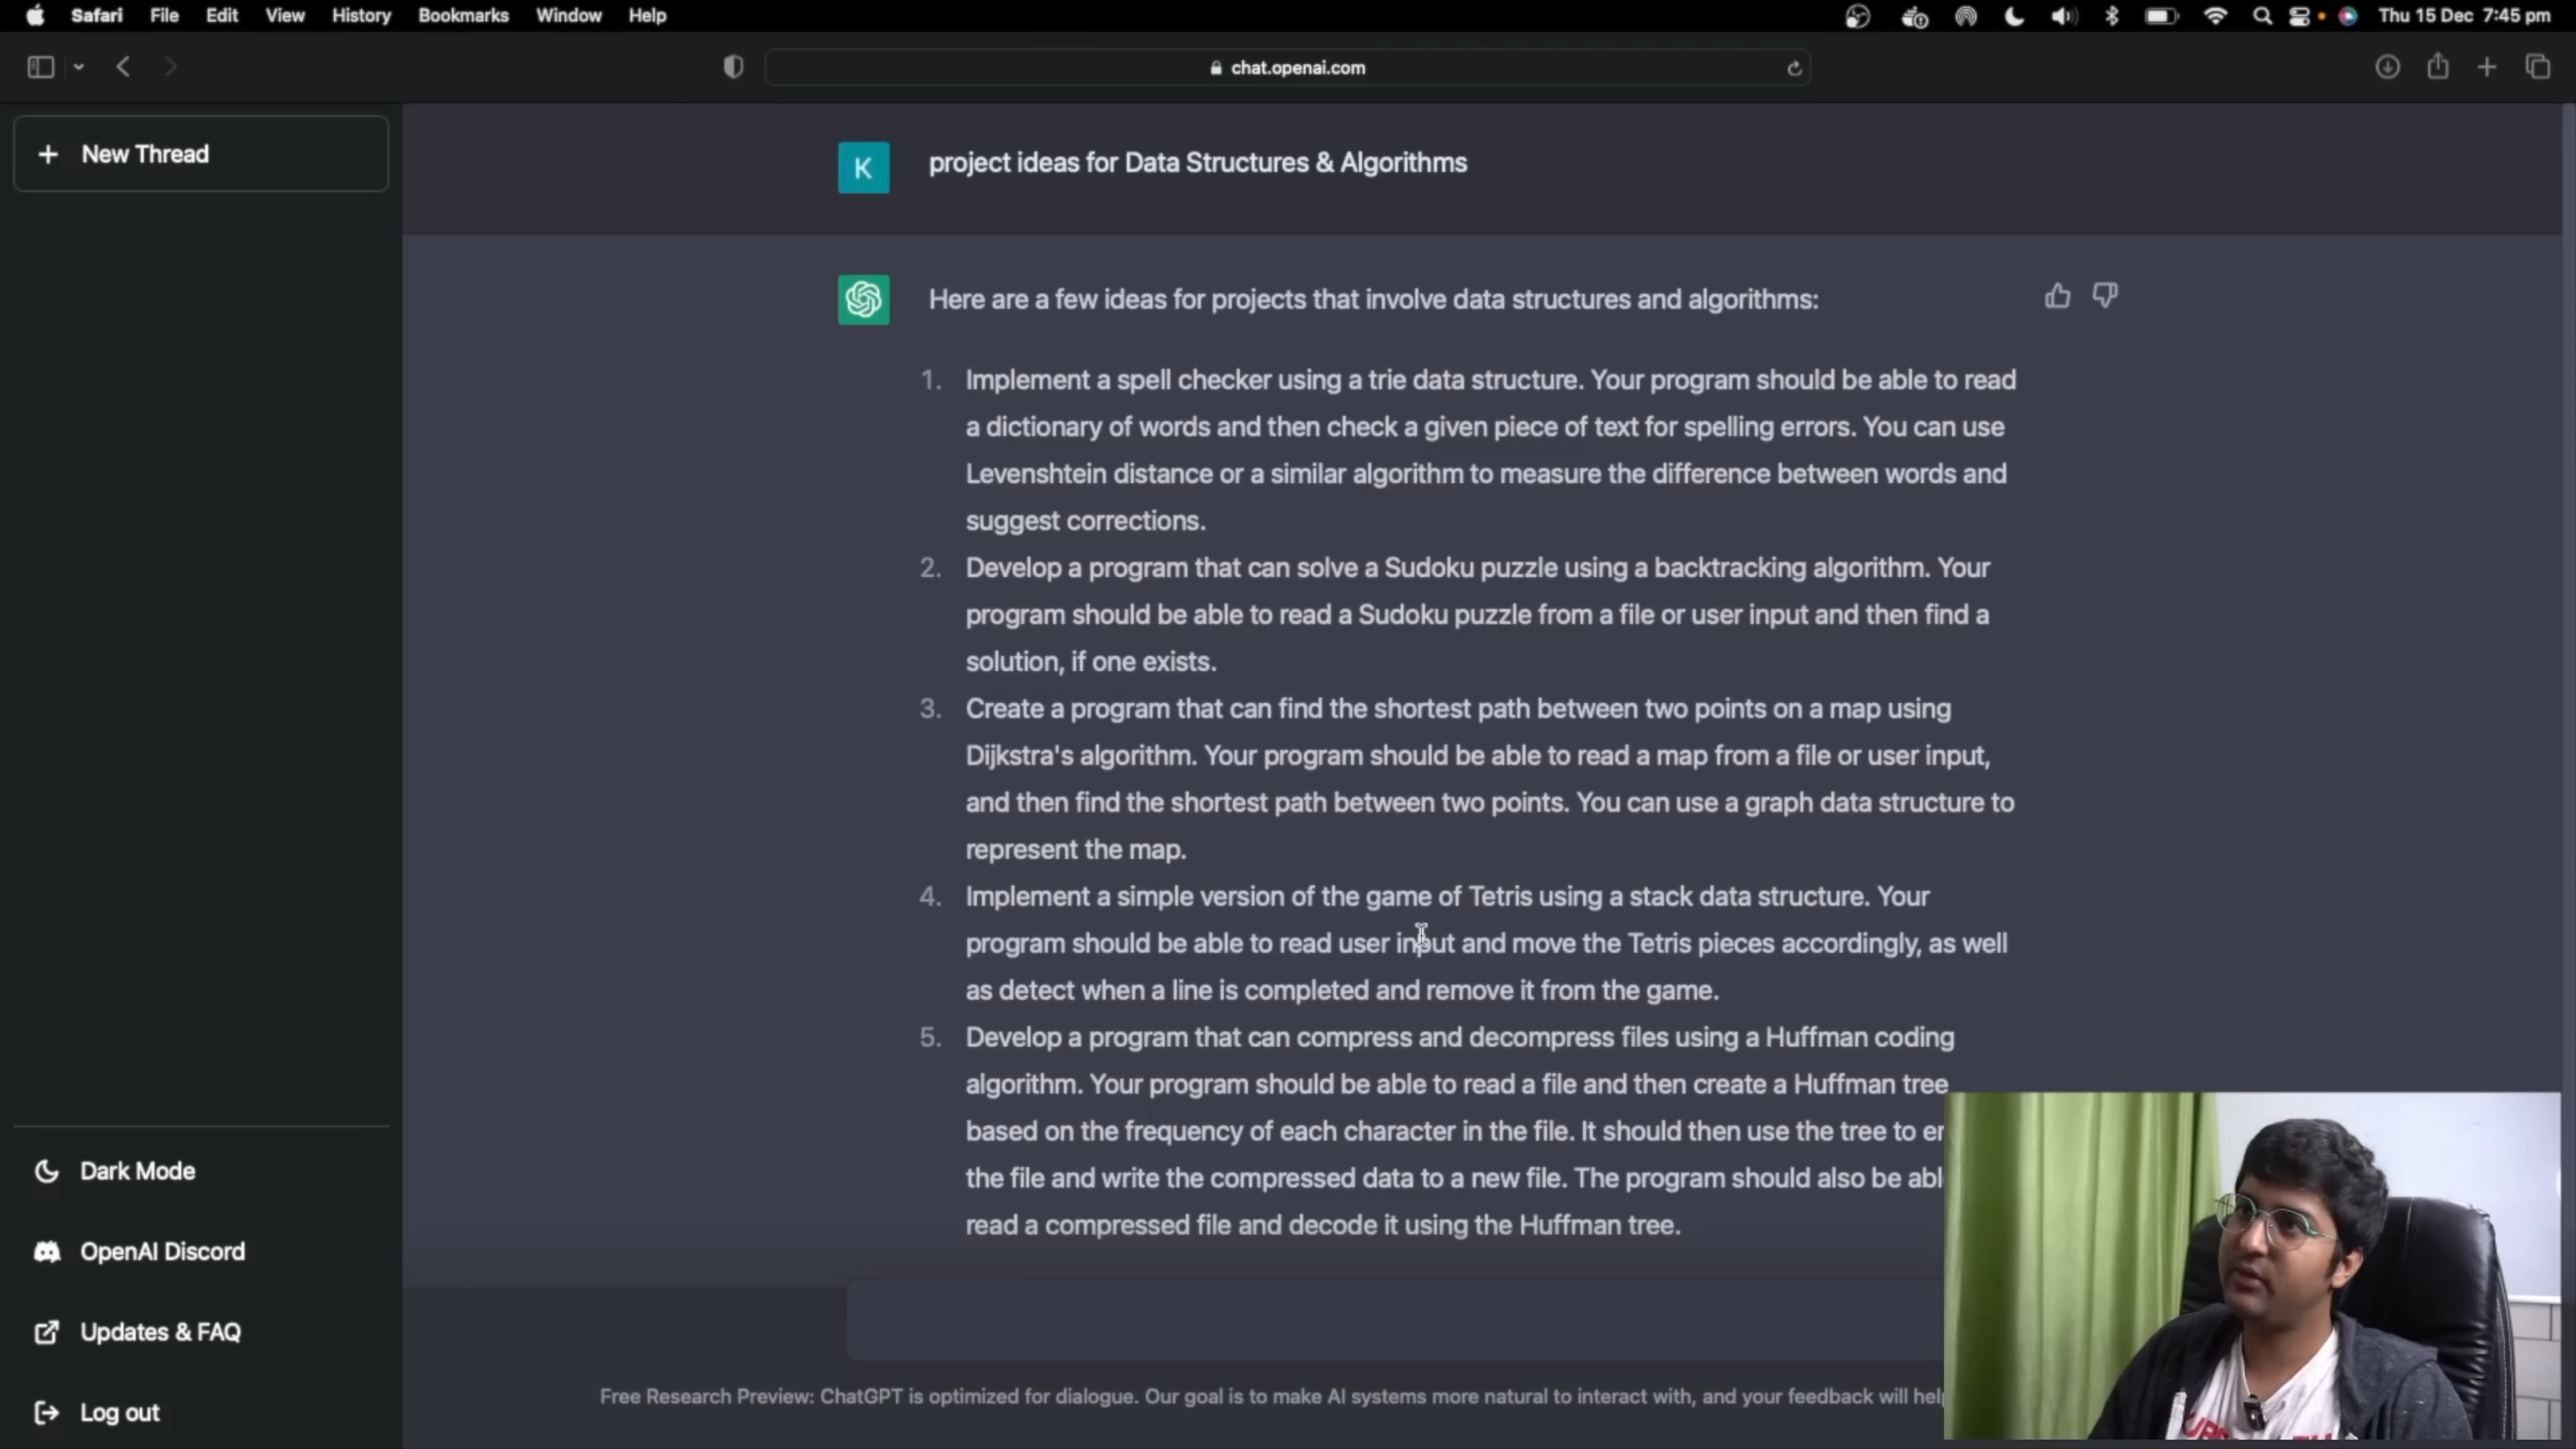 Safari File Edit View History Bookmarks Window Help Thu 15 Dec 7:45 pm
chat.openai.com
New Thread
K project ideas for Data Structures & Algorithms
Here are a few ideas for projects that involve data structures and algorithms:
1. Implement a spell checker using a trie data structure. Your program should be able to read
a dictionary of words and then check a given piece of text for spelling errors. You can use
Levenshtein distance or a similar algorithm to measure the difference between words and
suggest corrections.
2. Develop a program that can solve a Sudoku puzzle using a backtracking algorithm. Your
program should be able to read a Sudoku puzzle from a file or user input and then find a
solution, if one exists.
3. Create a program that can find the shortest path between two points on a map using
Dijkstra's algorithm. Your program should be able to read a map from a file or user input,
and then find the shortest path between two points. You can use a graph data structure to
represent the map.
4. Implement a simple version of the game of Tetris using a stack data structure. Your
program should be able to read user input and move the Tetris pieces accordingly, as well
as detect when a line is completed and remove it from the game.
5. Develop a program that can compress and decompress files using a Huffman coding
algorithm. Your program should be able to read a file and then create a Huffman tree
based on the frequency of each character in the file. It should then use the tree to
the file and write the compressed data to a new file. The program should also be
read a compressed file and decode it using the Huffman tree.
Dark Mode
OpenAI Discord
Updates & FAQ
Log out
Free Research Preview: ChatGPT is optimized for dialogue. Our goal is to make AI systems more natural to interact with, and your feedback will